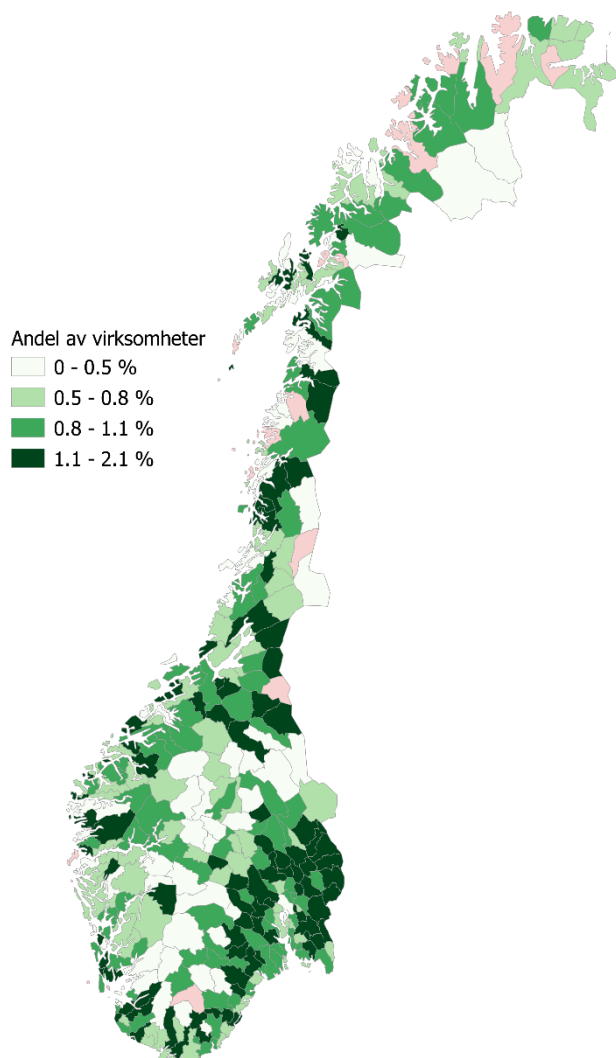 Andel av virksomheter
0 - 0.5 %
0.5 - 0.8 %
0.8 - 1.1 %
1.1 - 2.1 %